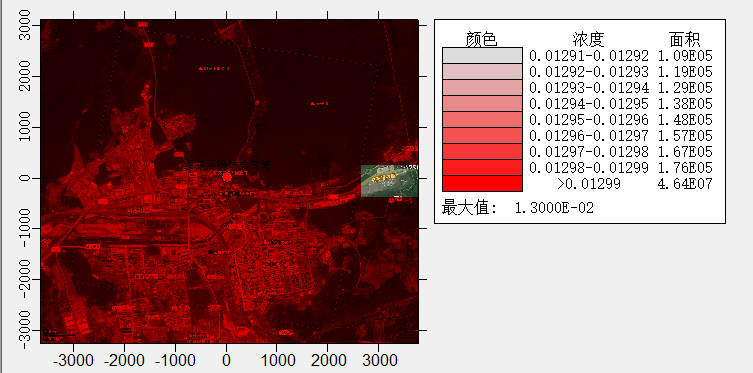 颜色 浓度 面积
0.01291-0.01292 1.09E05
0.01292-0.01293 1.19E05
0.01293-0.01294 1.29E05
0.01294-0.01295 1.38E05
0.01295-0.01296 1.48E05
0.01296-0.01297 1.57E05
0.01297-0.01298 1.67E05
0.01298-0.01299 1.76E05
>0.01299 4.64E07
最大值: 1.3000E-02
3000
2000
1000
0
-1000
-2000
-3000
-3000 -2000 -1000 0 1000 2000 3000